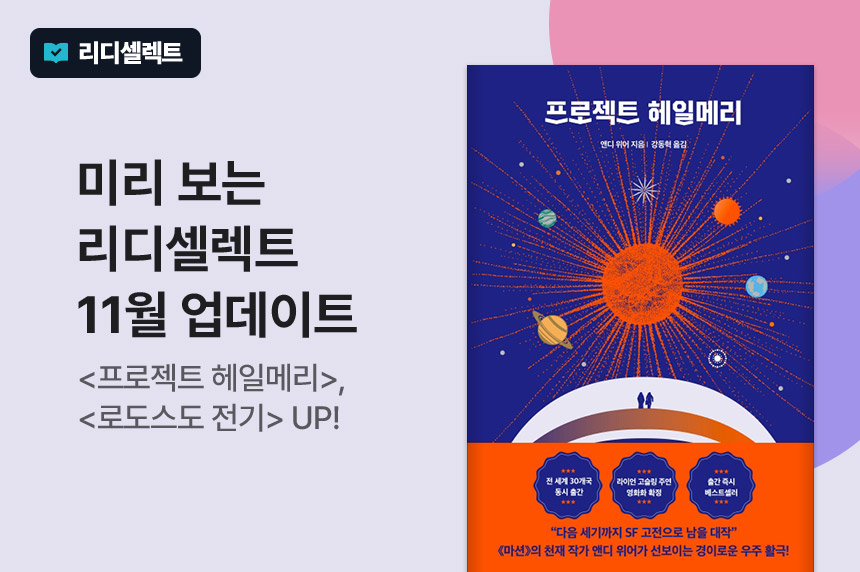 리디셀렉트
미리 보는
리디셀렉트
11월 업데이트
<프로젝트 헤일메리>,
<로도스도 전기> UP!
프로젝트 헤일메리
앤디 위어 지음 | 강동혁 옮김
전 세계 30개국
동시 출간
라이언 고슬링 주연
영화화 확정
출간 즉시
베스트셀러
“다음 세기까지 SF 고전으로 남을 대작”
《마션》의 천재 작가 앤디 위어가 선보이는 경이로운 우주 활극!